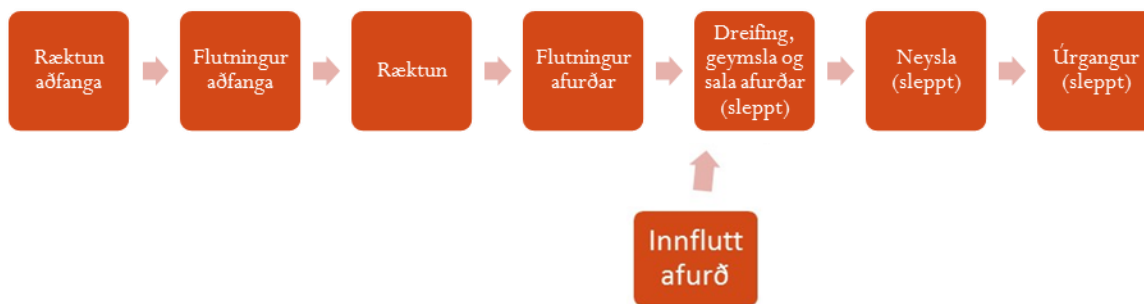 Ræktun
aðfanga
Flutningur
aðfanga
Ræktun
Flutningur
afurðar
Dreifing,
geymsla og
sala afurðar
(sleppt)
Neysla
(sleppt)
Úrgangur
(sleppt)
Innflutt
afurð